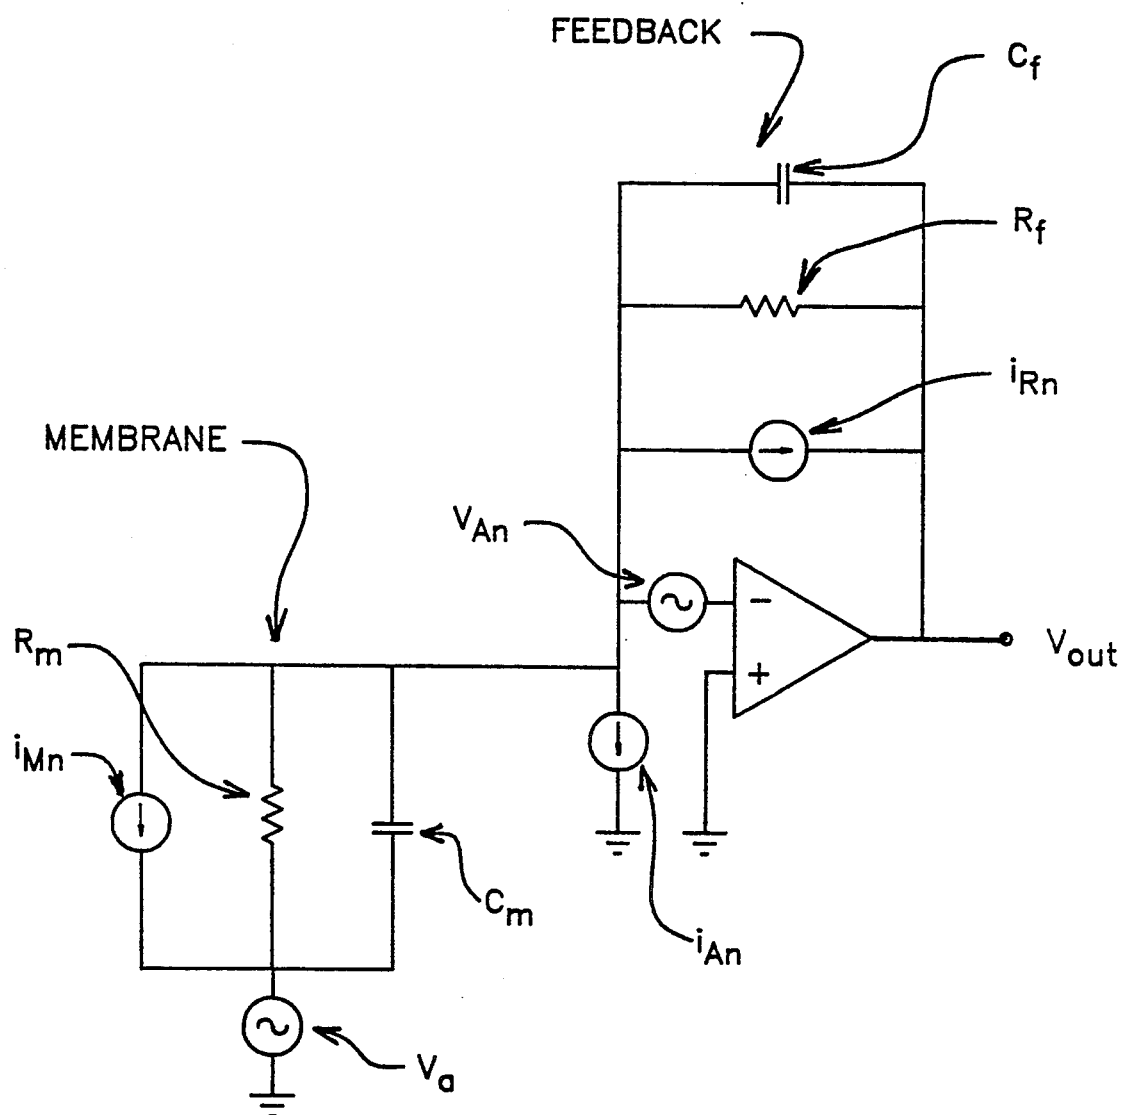 FEEDBACK
Cf
Rf
iRn
MEMBRANE
VAn
−
Rm
+
Vout
iMn
Cm
iAn
Va